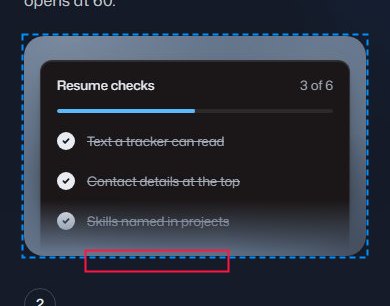 opens at 60.
Resume checks
3 of 6
Text a tracker can read
Contact details at the top
Skills named in projects
2